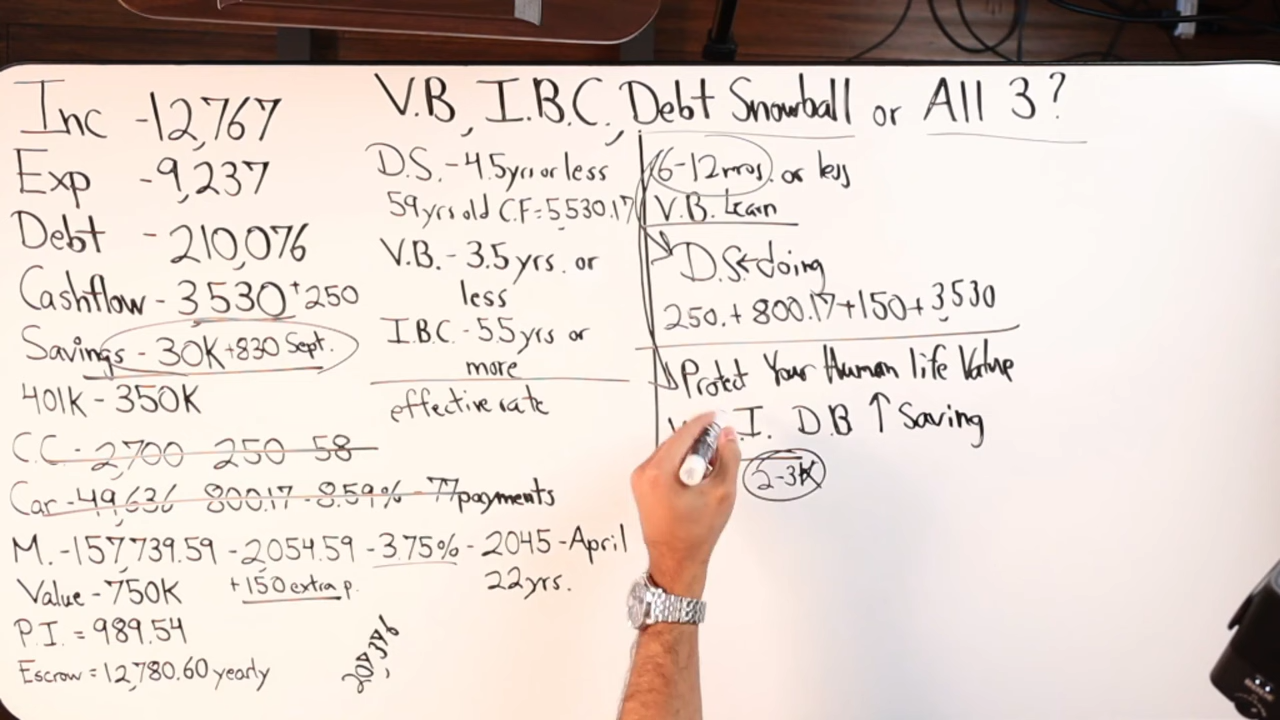 V.B, I.B.C, Debt Snowball or All 3?
Inc - 12,767
Exp - 9,237
Debt - 210,076
Cashflow - 3530 + 250
Savings - 30K + 830 Sept.
401K - 350K
C.C - 2,700 250 58
Car - 49,636 800.17 - 8.59% - 77 payments
M. - 157,739.59 - 2054.59 - 3.75% - 2045 - April
Value - 750K +150 extra p. 22yrs.
P.I. = 989.54
Escrow = 12,780.60 yearly
D.S. - 4.5yrs or less
59yrs old C.F = 5,530.17
V.B. - 3.5 yrs. or
less
I.B.C - 5.5 yrs or
more
effective rate
6-12 mos. or less
V.B. Learn
D.S. ← doing
250. + 800.17 + 150 + 3,530
Protect Your Human life Value
I. D.B ↑ Saving
2-3K